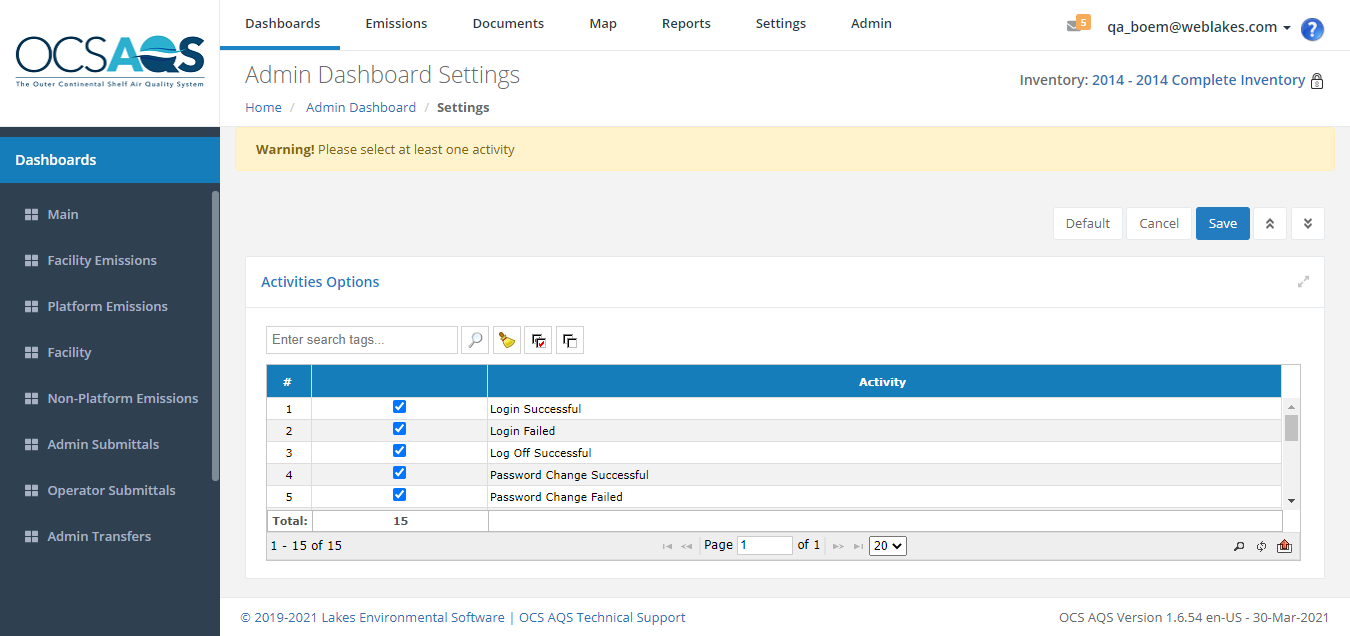 OCSAQS
The Outer Continental Shelf Air Quality System
Dashboards Emissions Documents Map Reports Settings Admin
5 qa_boem@weblakes.com ?
Admin Dashboard Settings
Inventory: 2014 - 2014 Complete Inventory
Home / Admin Dashboard / Settings
Warning! Please select at least one activity
Dashboards
Main
Facility Emissions
Platform Emissions
Facility
Non-Platform Emissions
Admin Submittals
Operator Submittals
Admin Transfers
Default Cancel Save
Activities Options
Enter search tags...
# Activity
1 Login Successful
2 Login Failed
3 Log Off Successful
4 Password Change Successful
5 Password Change Failed
Total: 15
1 - 15 of 15 Page 1 of 1 20
© 2019-2021 Lakes Environmental Software | OCS AQS Technical Support
OCS AQS Version 1.6.54 en-US - 30-Mar-2021